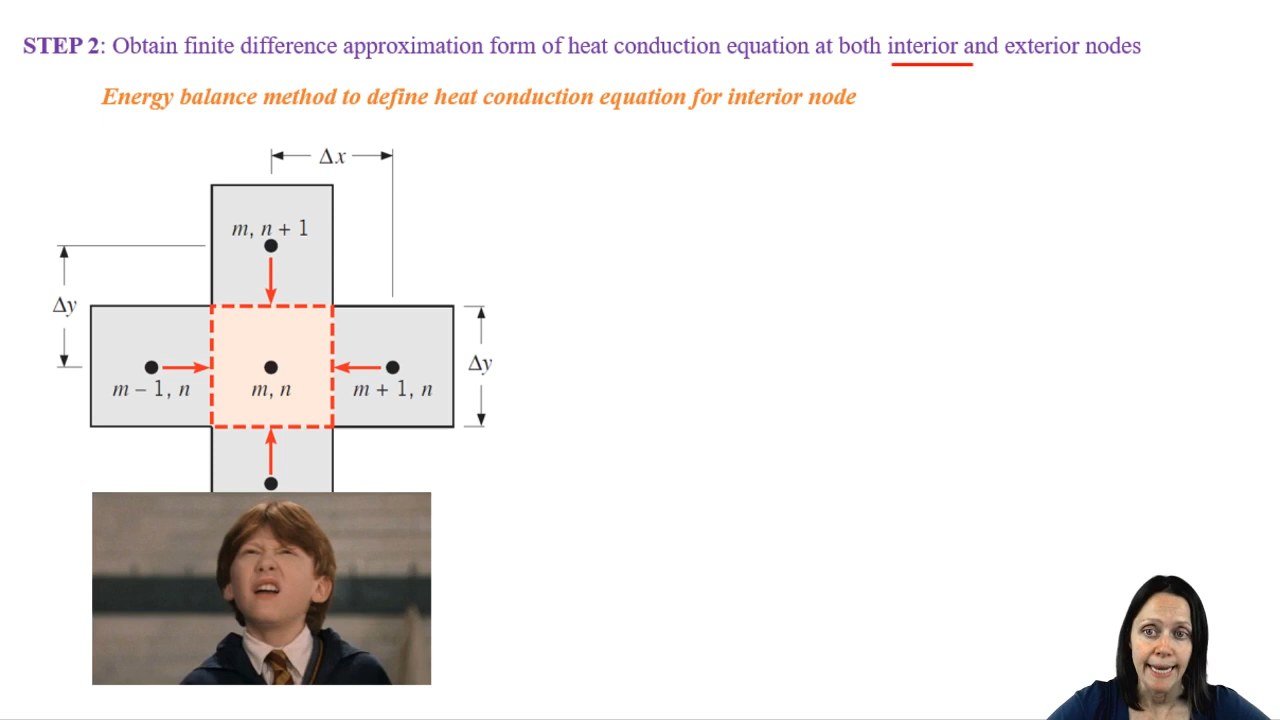 STEP 2: Obtain finite difference approximation form of heat conduction equation at both interior and exterior nodes
Energy balance method to define heat conduction equation for interior node
Δx
m, n + 1
Δy
Δy
m − 1, n
m, n
m + 1, n